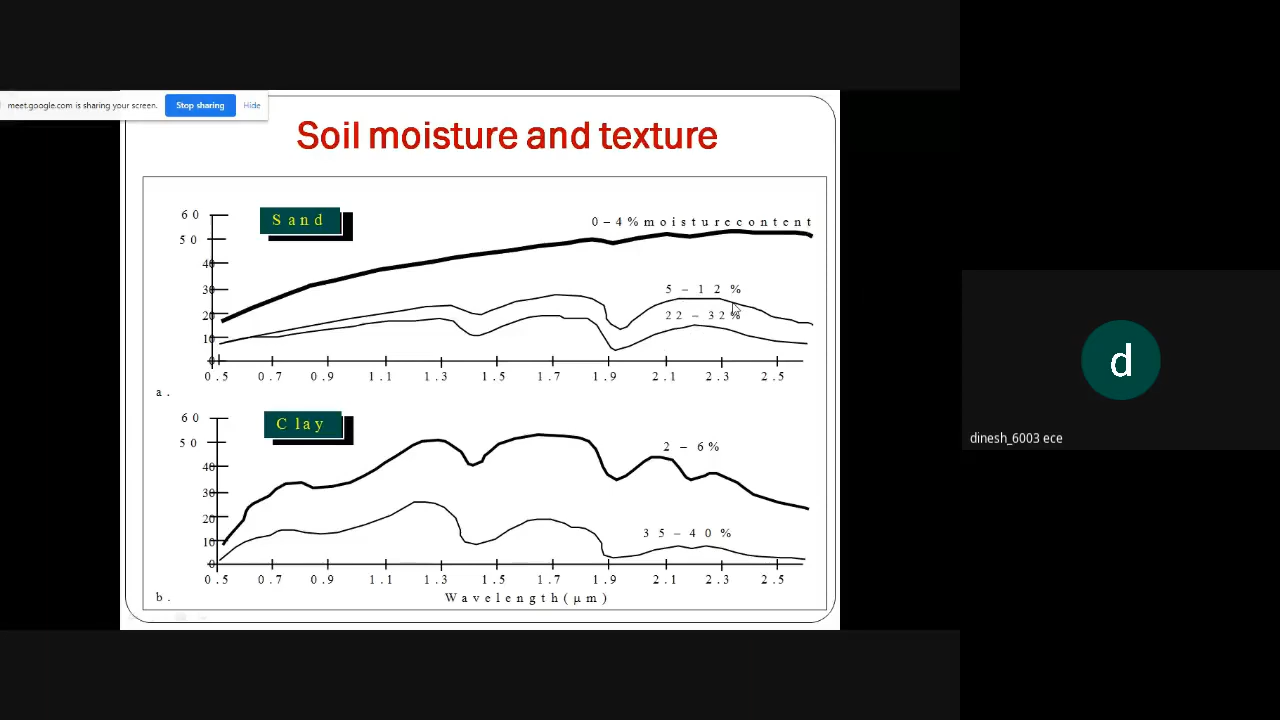 meet.google.com is sharing your screen. Stop sharing Hide
Soil moisture and texture
Sand
0 – 4 % moisture content
60
50
40
30
20
10
0
5 – 12 %
22 – 32 %
0.5 0.7 0.9 1.1 1.3 1.5 1.7 1.9 2.1 2.3 2.5
a.
Clay
60
50
40
30
20
10
0
2 – 6%
35 – 40 %
0.5 0.7 0.9 1.1 1.3 1.5 1.7 1.9 2.1 2.3 2.5
b.
Wavelength (μm)
d
dinesh_6003 ece